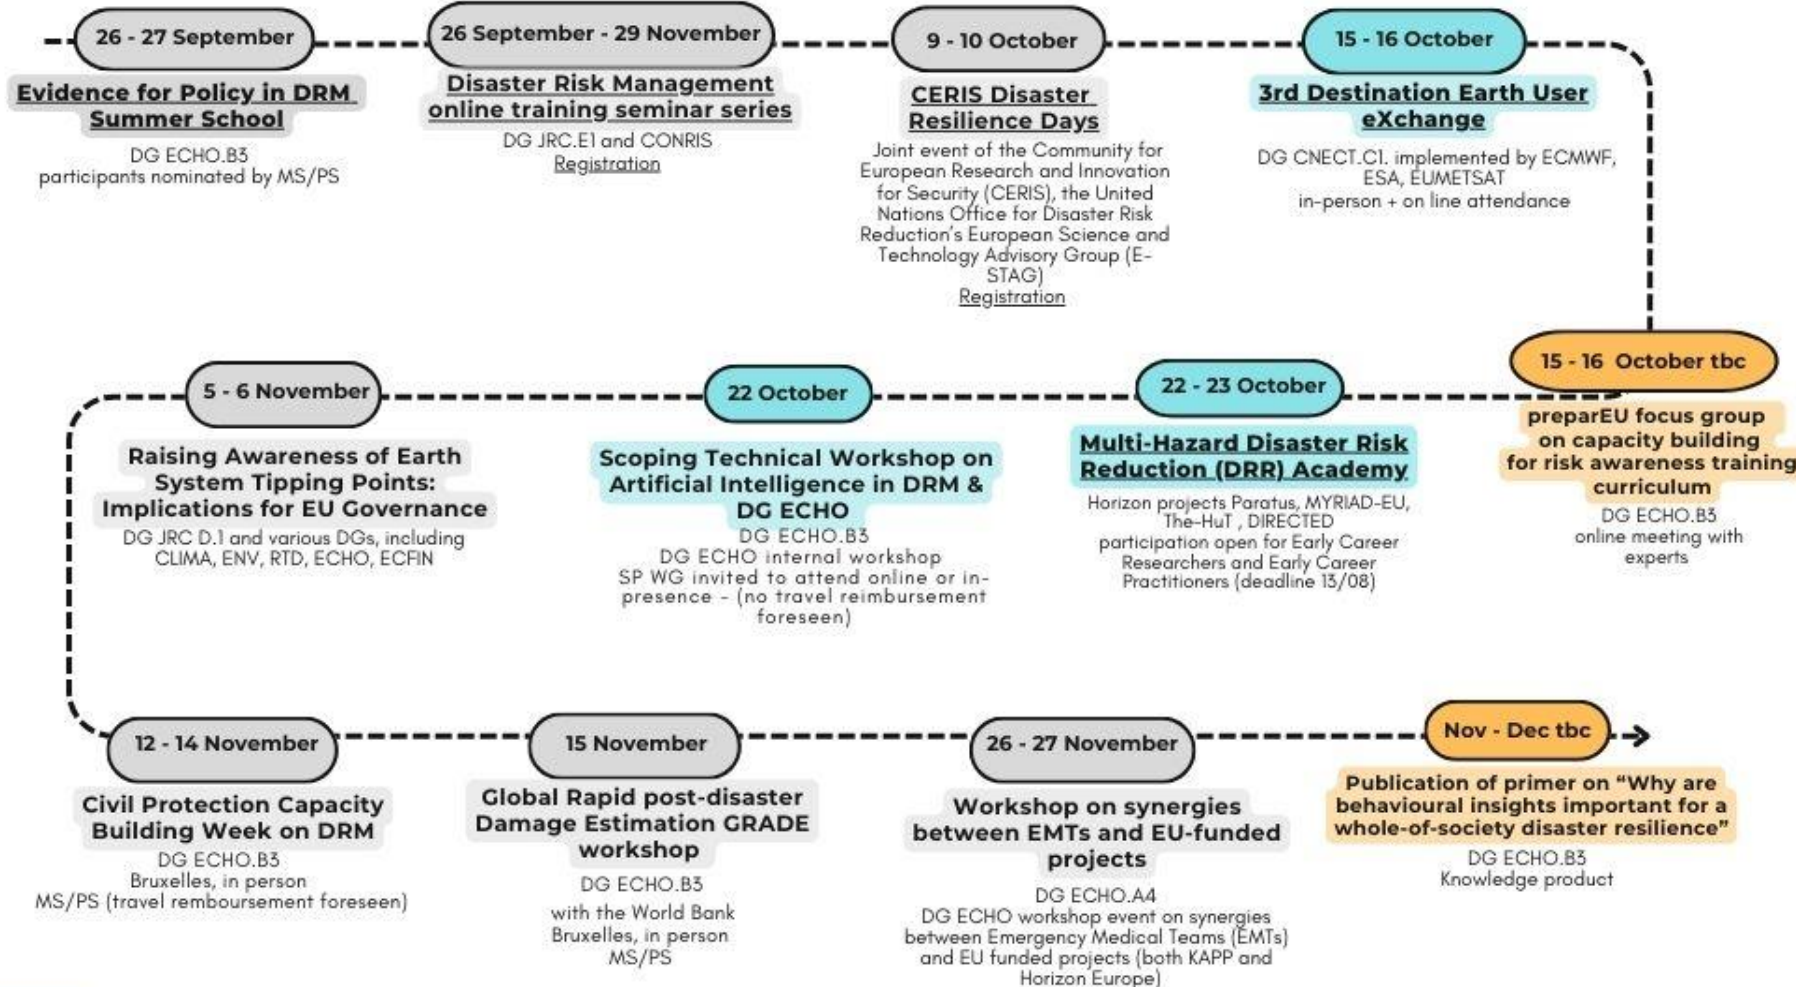 26 - 27 September
Evidence for Policy in DRM
Summer School
DG ECHO.B3
participants nominated by MS/PS
26 September - 29 November
Disaster Risk Management
online training seminar series
DG JRC.E1 and CONRIS
Registration
9 - 10 October
CERIS Disaster
Resilience Days
Joint event of the Community for
European Research and Innovation
for Security (CERIS), the United
Nations Office for Disaster Risk
Reduction's European Science and
Technology Advisory Group (E-
STAG)
Registration
15 - 16 October
3rd Destination Earth User
eXchange
DG CNECT.C1. implemented by ECMWF,
ESA, EUMETSAT
in-person + on line attendance
15 - 16 October tbc
preparEU focus group
on capacity building
for risk awareness training
curriculum
DG ECHO.B3
online meeting with
experts
22 - 23 October
Multi-Hazard Disaster Risk
Reduction (DRR) Academy
Horizon projects Paratus, MYRIAD-EU,
The-HuT , DIRECTED
participation open for Early Career
Researchers and Early Career
Practitioners (deadline 13/08)
22 October
Scoping Technical Workshop on
Artificial Intelligence in DRM &
DG ECHO
DG ECHO.B3
DG ECHO internal workshop
SP WG invited to attend online or in-
presence - (no travel reimbursement
foreseen)
5 - 6 November
Raising Awareness of Earth
System Tipping Points:
Implications for EU Governance
DG JRC D.1 and various DGs, including
CLIMA, ENV, RTD, ECHO, ECFIN
12 - 14 November
Civil Protection Capacity
Building Week on DRM
DG ECHO.B3
Bruxelles, in person
MS/PS (travel remboursement foreseen)
15 November
Global Rapid post-disaster
Damage Estimation GRADE
workshop
DG ECHO.B3
with the World Bank
Bruxelles, in person
MS/PS
26 - 27 November
Workshop on synergies
between EMTs and EU-funded
projects
DG ECHO.A4
DG ECHO workshop event on synergies
between Emergency Medical Teams (EMTs)
and EU funded projects (both KAPP and
Horizon Europe)
Nov - Dec tbc
Publication of primer on “Why are
behavioural insights important for a
whole-of-society disaster resilience”
DG ECHO.B3
Knowledge product